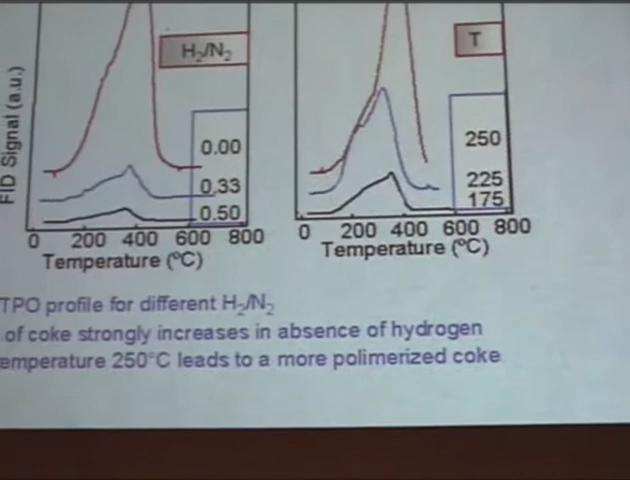 H2/N2
T
FID Signal (a.u.)
0.00
0,33
0.50
250
225
175
0 200 400 600 800
0 200 400 600 800
Temperature (ºC)
Temperature (ºC)
TPO profile for different H2/N2
of coke strongly increases in absence of hydrogen
emperature 250°C leads to a more polimerized coke